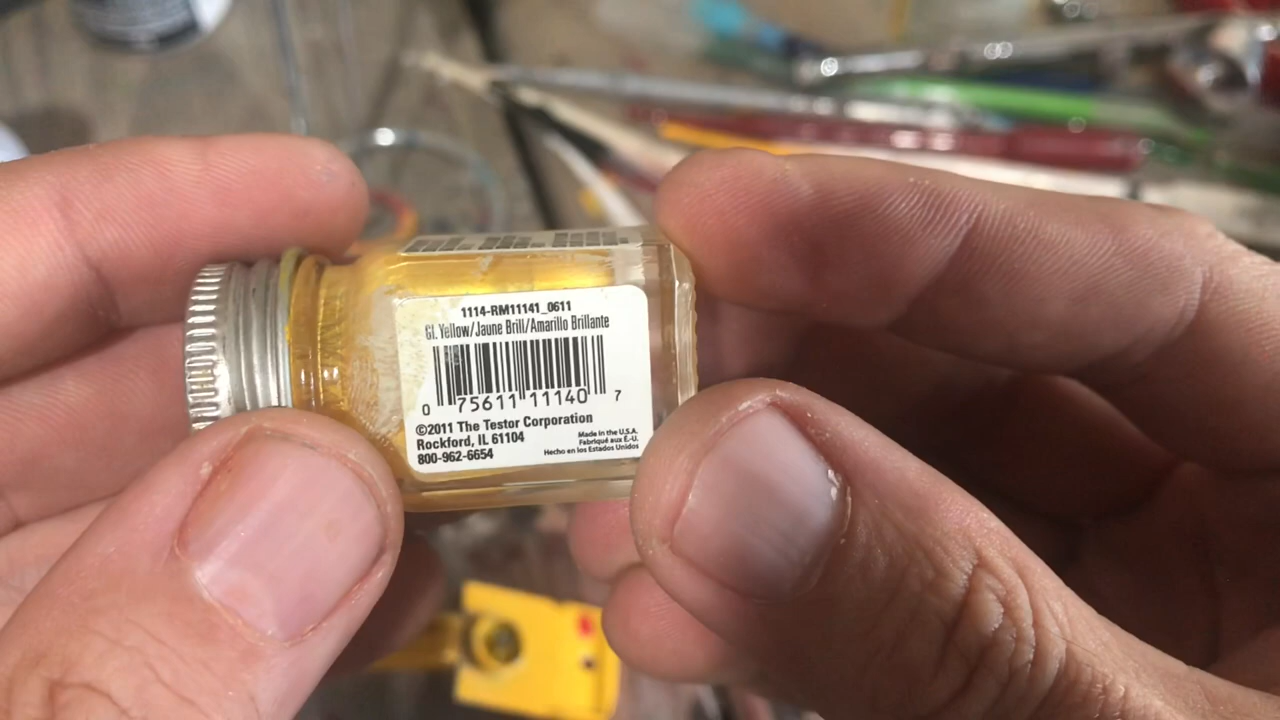 1114-RM11141_0611
Gl. Yellow/Jaune Brill/Amarillo Brillante
0 75611 11140 7
©2011 The Testor Corporation
Rockford, IL 61104
800-962-6654
Made in the U.S.A.
Fabriqué aux É.-U.
Hecho en los Estados Unidos